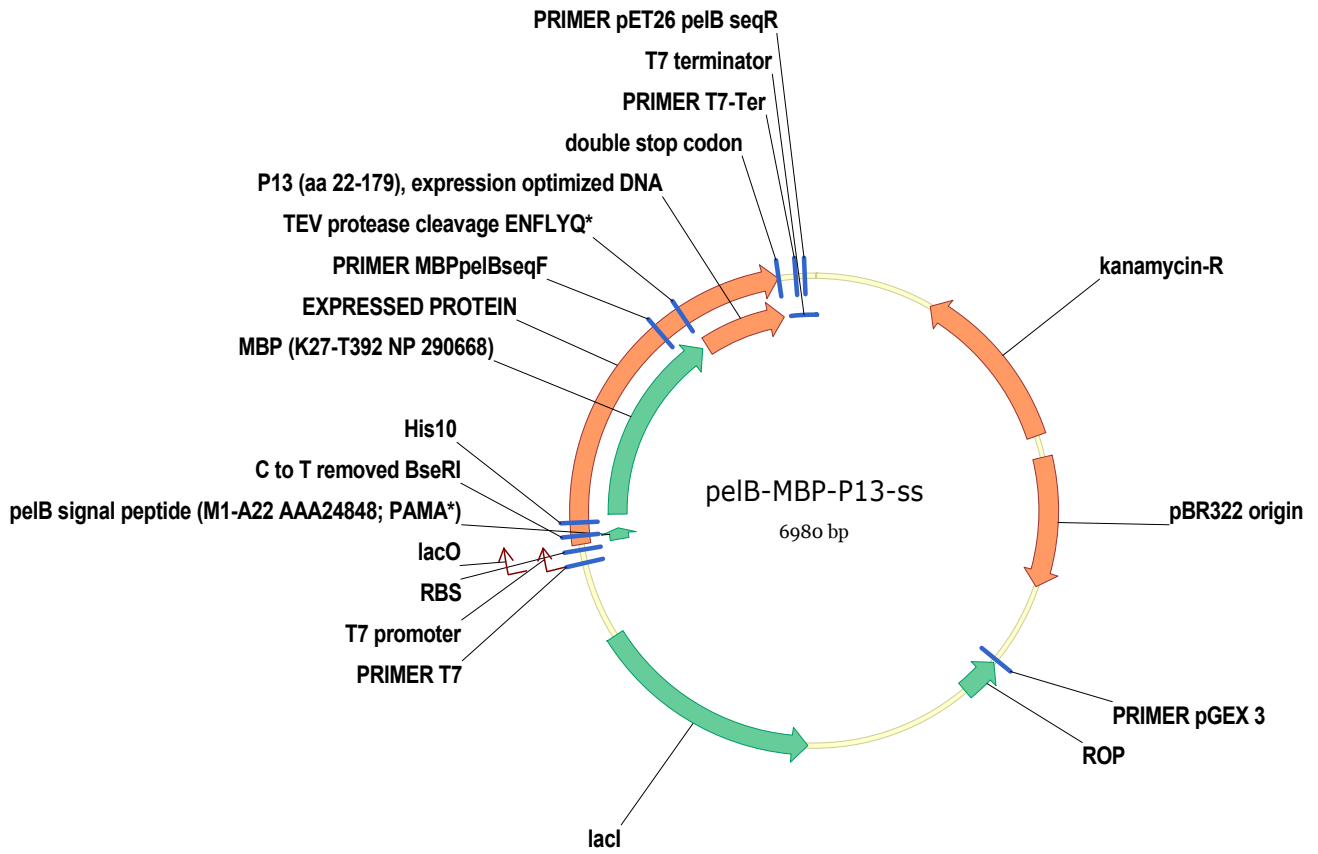 PRIMER pET26 pelB seqR
T7 terminator
PRIMER T7-Ter
double stop codon
P13 (aa 22-179), expression optimized DNA
TEV protease cleavage ENFLYQ*
PRIMER MBPpelBseqF
EXPRESSED PROTEIN
MBP (K27-T392 NP 290668)
His10
C to T removed BseRI
pelB signal peptide (M1-A22 AAA24848; PAMA*)
lacO
RBS
T7 promoter
PRIMER T7
kanamycin-R
pBR322 origin
PRIMER pGEX 3
ROP
lacI
pelB-MBP-P13-ss
6980 bp